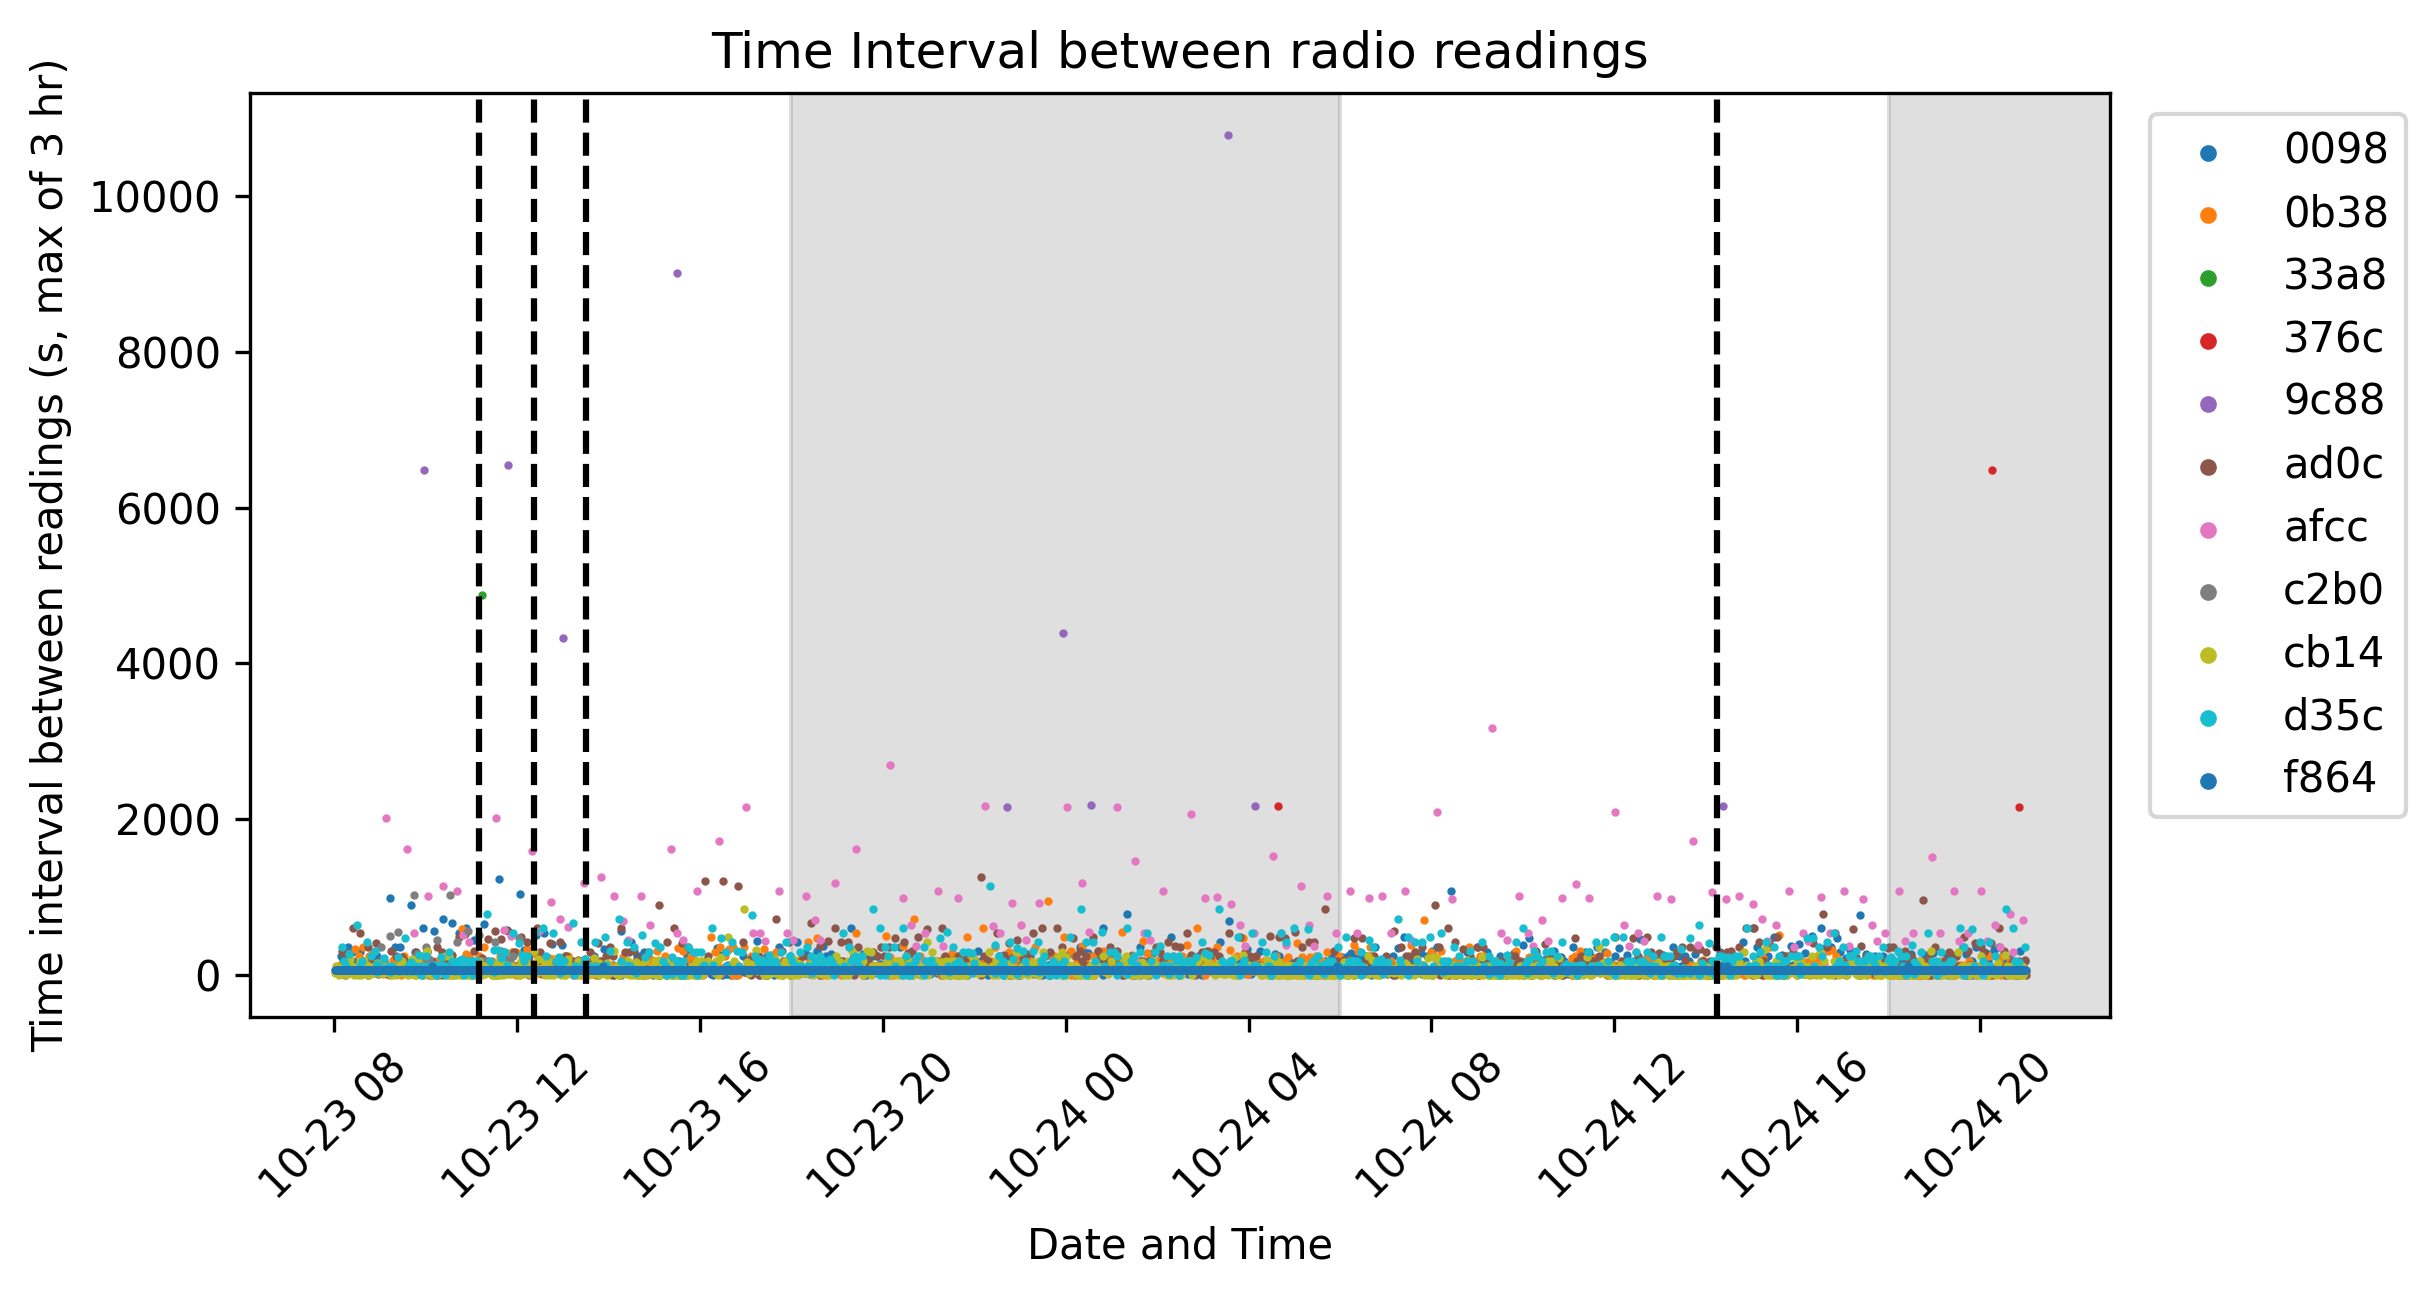 Time Interval between radio readings
Time interval between readings (s, max of 3 hr)
10000
8000
6000
4000
2000
0
10-23 08
10-23 12
10-23 16
10-23 20
10-24 00
10-24 04
10-24 08
10-24 12
10-24 16
10-24 20
Date and Time
0098
0b38
33a8
376c
9c88
ad0c
afcc
c2b0
cb14
d35c
f864